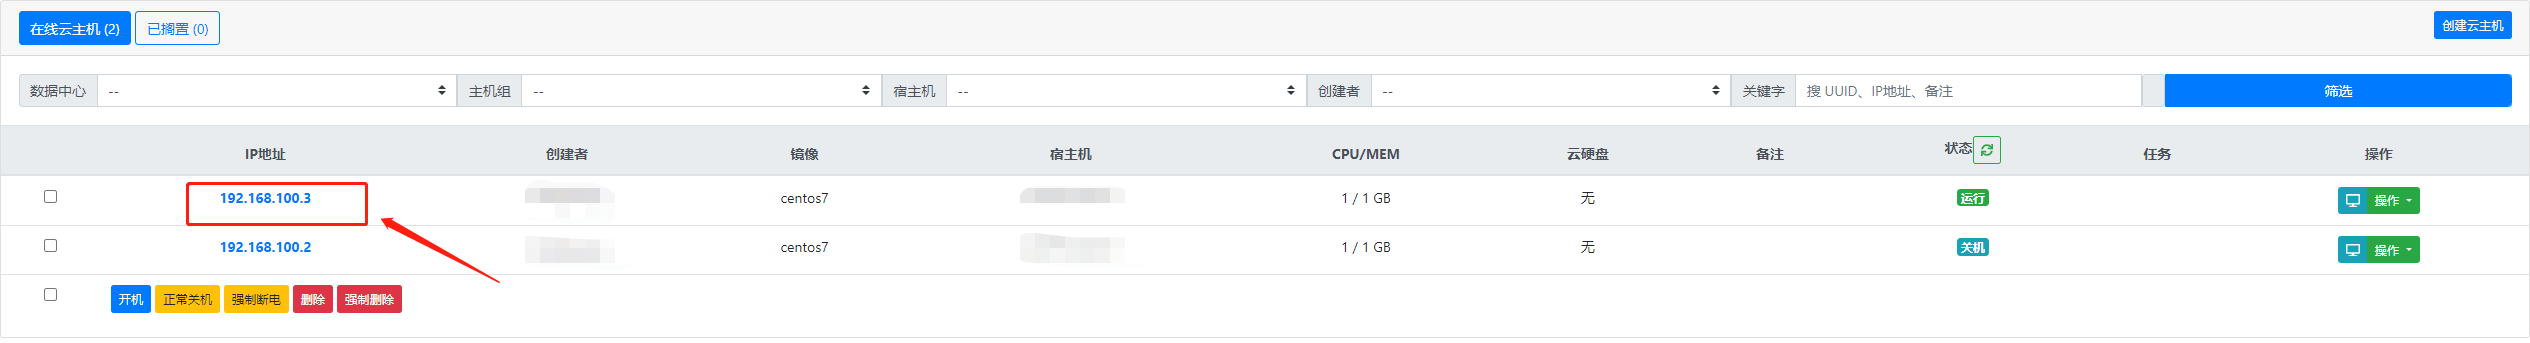 在线云主机 (2) 已搁置 (0) 创建云主机
数据中心 -- 主机组 -- 宿主机 -- 创建者 -- 关键字 搜 UUID、IP地址、备注 筛选
IP地址 创建者 镜像 宿主机 CPU/MEM 云硬盘 备注 状态 任务 操作
192.168.100.3 centos7 1 / 1 GB 无 运行 操作
192.168.100.2 centos7 1 / 1 GB 无 关机 操作
开机 正常关机 强制断电 删除 强制删除